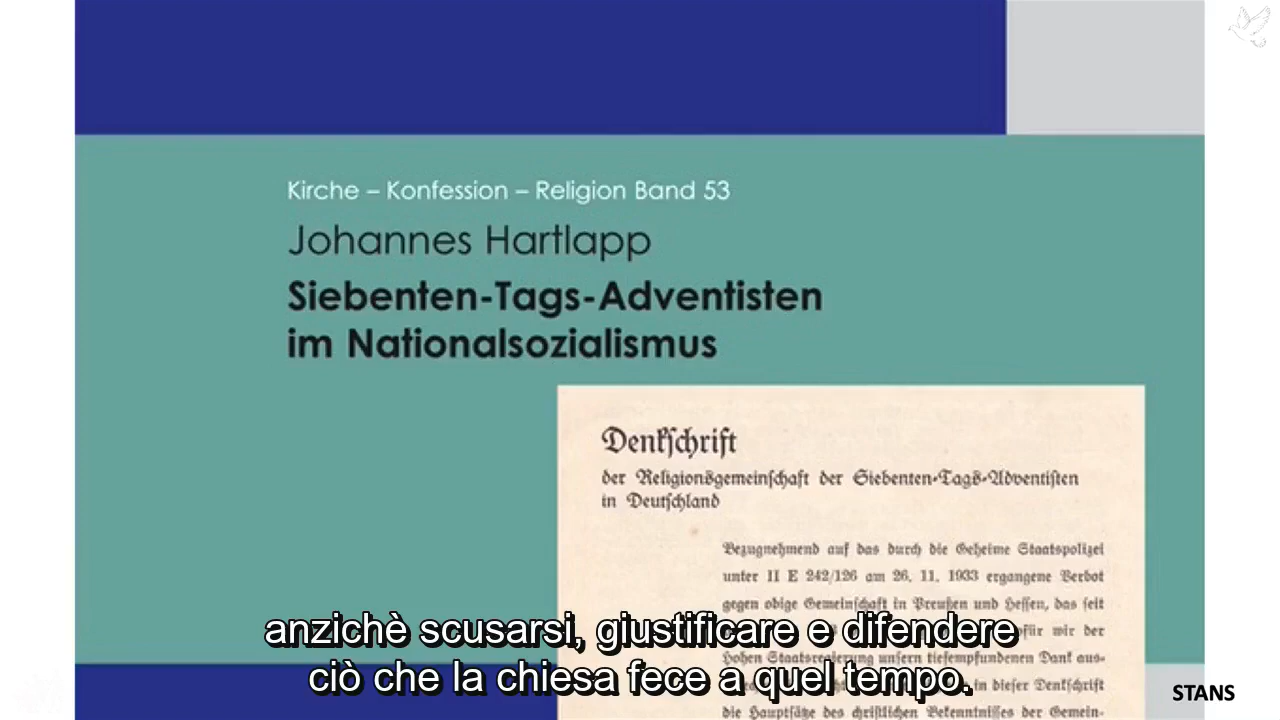 Kirche – Konfession – Religion Band 53
Johannes Hartlapp
Siebenten-Tags-Adventisten
im Nationalsozialismus
Denkschrift
der Religionsgemeinschaft der Siebenten-Tags-Adventisten
in Deutschland
Bezugnehmend auf das durch die Geheime Staatspolizei
unter II E 242/126 am 26. 11. 1933 ergangene Verbot
gegen obige Gemeinschaft in Preußen und Hessen, das seit
wir der
Hohen Staatsregierung unsern tiefempfundenen Dank aus-
in dieser Denkschrift
die Hauptsätze des christlichen Bekenntnisses der Gemein-
anzichè scusarsi, giustificare e difendere
ciò che la chiesa fece a quel tempo.
STANS